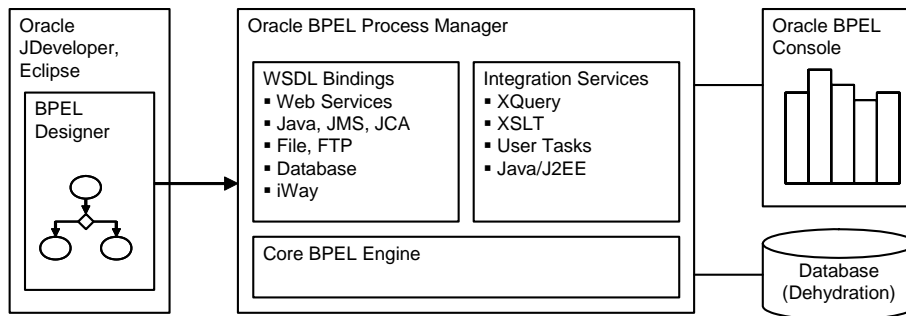 Oracle
JDeveloper,
Eclipse
BPEL
Designer
Oracle BPEL Process Manager
WSDL Bindings
▪ Web Services
▪ Java, JMS, JCA
▪ File, FTP
▪ Database
▪ iWay
Integration Services
▪ XQuery
▪ XSLT
▪ User Tasks
▪ Java/J2EE
Core BPEL Engine
Oracle BPEL
Console
Database
(Dehydration)